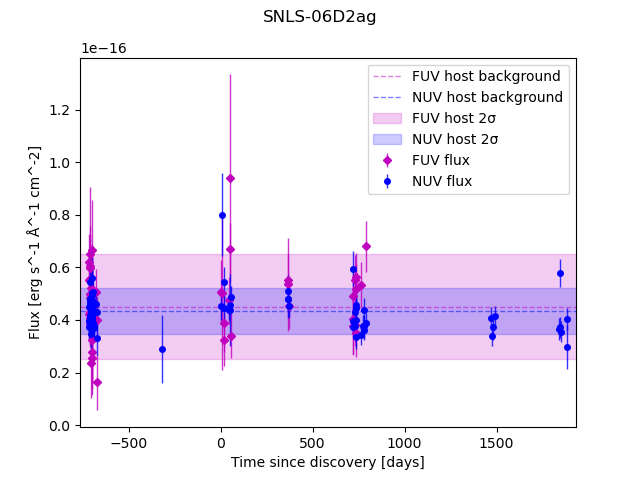 SNLS-06D2ag
1e−16
FUV host background
NUV host background
FUV host 2σ
NUV host 2σ
FUV flux
NUV flux
Flux [erg s^-1 Å^-1 cm^-2]
1.2
1.0
0.8
0.6
0.4
0.2
0.0
−500
0
500
1000
1500
Time since discovery [days]